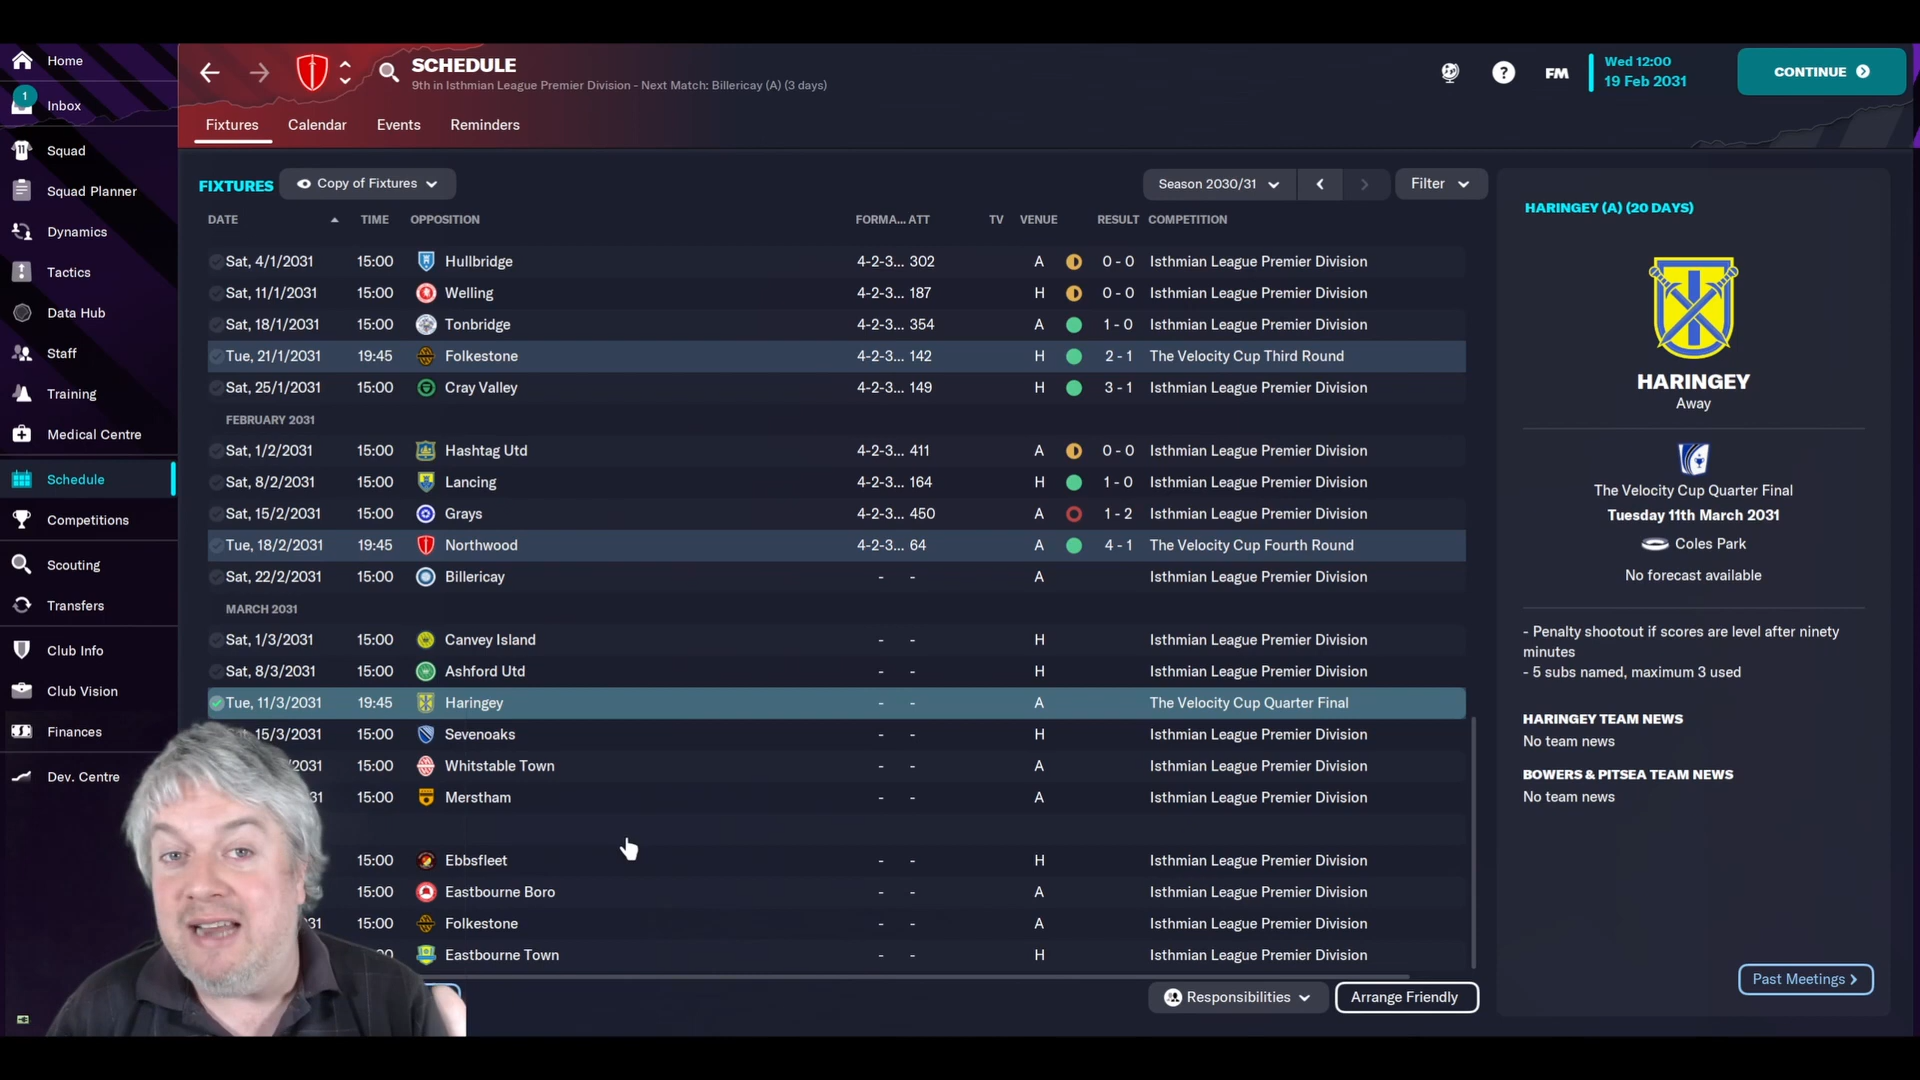 Home
1
Inbox
Squad
Squad Planner
Dynamics
Tactics
Data Hub
Staff
Training
Medical Centre
Schedule
Competitions
Scouting
Transfers
Club Info
Club Vision
Finances
Dev. Centre
SCHEDULE
9th in Isthmian League Premier Division - Next Match: Billericay (A) (3 days)
FM
Wed 12:00
19 Feb 2031
CONTINUE
Fixtures Calendar Events Reminders
FIXTURES Copy of Fixtures Season 2030/31 Filter
DATE TIME OPPOSITION FORMA... ATT TV VENUE RESULT COMPETITION
Sat, 4/1/2031 15:00 Hullbridge 4-2-3... 302 A 0 - 0 Isthmian League Premier Division
Sat, 11/1/2031 15:00 Welling 4-2-3... 187 H 0 - 0 Isthmian League Premier Division
Sat, 18/1/2031 15:00 Tonbridge 4-2-3... 354 A 1 - 0 Isthmian League Premier Division
Tue, 21/1/2031 19:45 Folkestone 4-2-3... 142 H 2 - 1 The Velocity Cup Third Round
Sat, 25/1/2031 15:00 Cray Valley 4-2-3... 149 H 3 - 1 Isthmian League Premier Division
FEBRUARY 2031
Sat, 1/2/2031 15:00 Hashtag Utd 4-2-3... 411 A 0 - 0 Isthmian League Premier Division
Sat, 8/2/2031 15:00 Lancing 4-2-3... 164 H 1 - 0 Isthmian League Premier Division
Sat, 15/2/2031 15:00 Grays 4-2-3... 450 A 1 - 2 Isthmian League Premier Division
Tue, 18/2/2031 19:45 Northwood 4-2-3... 64 A 4 - 1 The Velocity Cup Fourth Round
Sat, 22/2/2031 15:00 Billericay - - A Isthmian League Premier Division
MARCH 2031
Sat, 1/3/2031 15:00 Canvey Island - - H Isthmian League Premier Division
Sat, 8/3/2031 15:00 Ashford Utd - - H Isthmian League Premier Division
Tue, 11/3/2031 19:45 Haringey - - A The Velocity Cup Quarter Final
15/3/2031 15:00 Sevenoaks - - H Isthmian League Premier Division
15:00 Whitstable Town - - A Isthmian League Premier Division
15:00 Merstham - - A Isthmian League Premier Division
15:00 Ebbsfleet - - H Isthmian League Premier Division
15:00 Eastbourne Boro - - A Isthmian League Premier Division
15:00 Folkestone - - A Isthmian League Premier Division
Eastbourne Town - - H Isthmian League Premier Division
Responsibilities Arrange Friendly
HARINGEY (A) (20 DAYS)
HARINGEY
Away
The Velocity Cup Quarter Final
Tuesday 11th March 2031
Coles Park
No forecast available
- Penalty shootout if scores are level after ninety
minutes
- 5 subs named, maximum 3 used
HARINGEY TEAM NEWS
No team news
BOWERS & PITSEA TEAM NEWS
No team news
Past Meetings